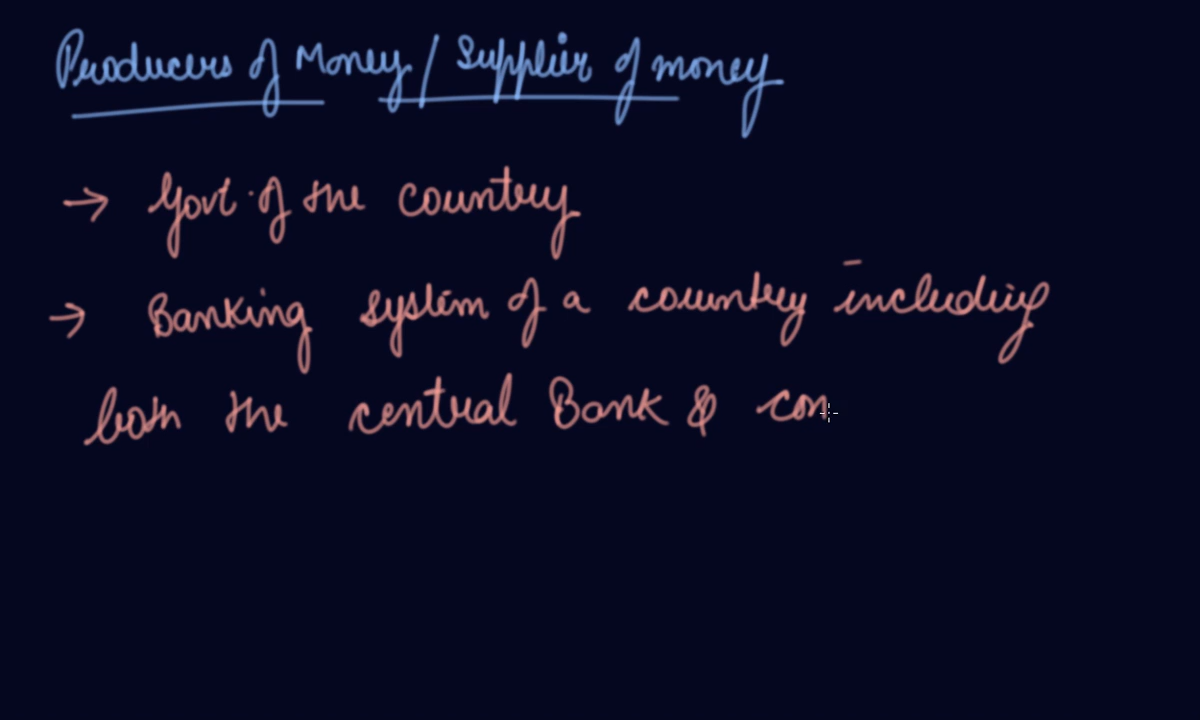 Producers of Money / Supplier of money
→ Govt. of the country
→ Banking system of a country including
both the central Bank & com